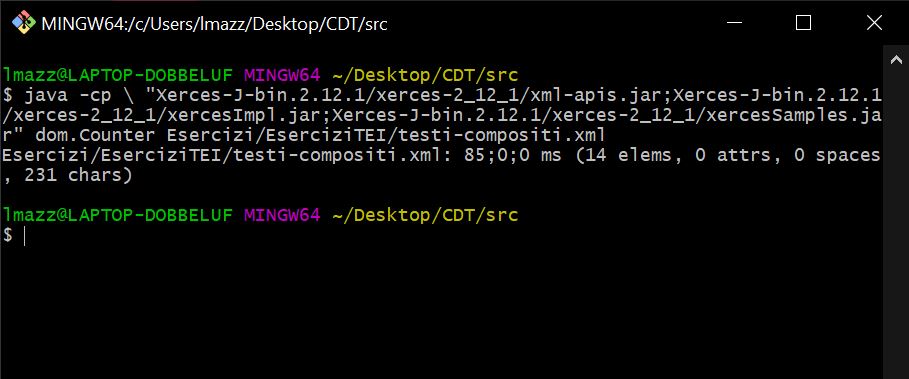 MINGW64:/c/Users/lmazz/Desktop/CDT/src
lmazz@LAPTOP-DOBBELUF MINGW64 ~/Desktop/CDT/src
$ java -cp \ "Xerces-J-bin.2.12.1/xerces-2_12_1/xml-apis.jar;Xerces-J-bin.2.12.1
/xerces-2_12_1/xercesImpl.jar;Xerces-J-bin.2.12.1/xerces-2_12_1/xercesSamples.ja
r" dom.Counter Esercizi/EserciziTEI/testi-compositi.xml
Esercizi/EserciziTEI/testi-compositi.xml: 85;0;0 ms (14 elems, 0 attrs, 0 spaces
, 231 chars)
lmazz@LAPTOP-DOBBELUF MINGW64 ~/Desktop/CDT/src
$